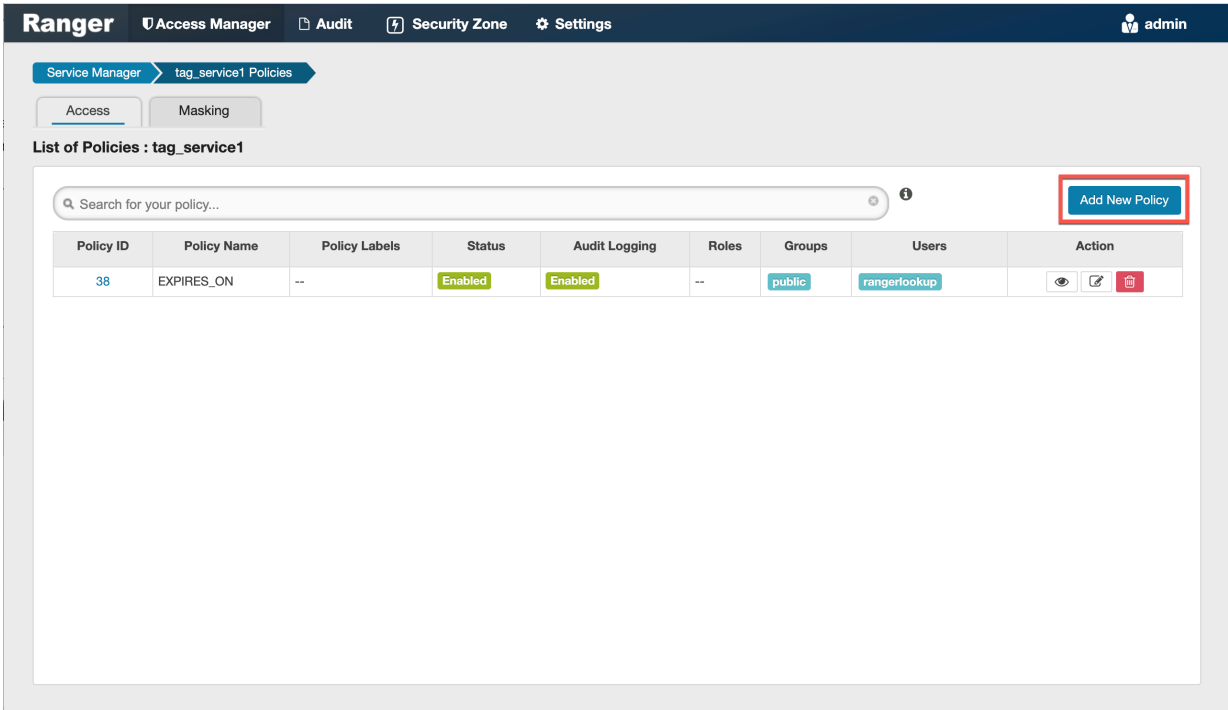 Ranger Access Manager Audit Security Zone Settings admin
Service Manager tag_service1 Policies
Access Masking
List of Policies : tag_service1
Search for your policy...
Add New Policy
Policy ID Policy Name Policy Labels Status Audit Logging Roles Groups Users Action
38 EXPIRES_ON -- Enabled Enabled -- public rangerlookup